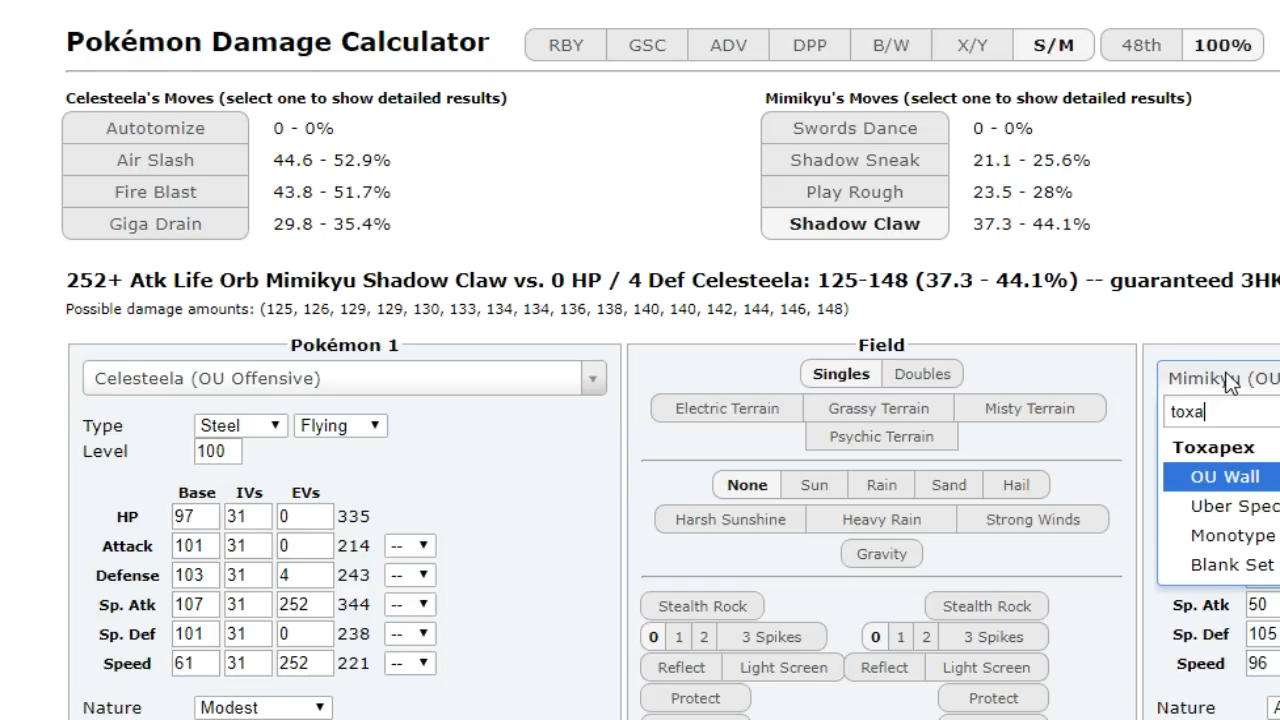 Pokémon Damage Calculator RBY GSC ADV DPP B/W X/Y S/M 48th 100%
Celesteela's Moves (select one to show detailed results) Mimikyu's Moves (select one to show detailed results)
Autotomize 0 - 0% Swords Dance 0 - 0%
Air Slash 44.6 - 52.9% Shadow Sneak 21.1 - 25.6%
Fire Blast 43.8 - 51.7% Play Rough 23.5 - 28%
Giga Drain 29.8 - 35.4% Shadow Claw 37.3 - 44.1%
252+ Atk Life Orb Mimikyu Shadow Claw vs. 0 HP / 4 Def Celesteela: 125-148 (37.3 - 44.1%) -- guaranteed 3HK
Possible damage amounts: (125, 126, 129, 129, 130, 133, 134, 134, 136, 138, 140, 140, 142, 144, 146, 148)
Pokémon 1
Celesteela (OU Offensive)
Type Steel Flying
Level 100
Base IVs EVs
HP 97 31 0 335
Attack 101 31 0 214 --
Defense 103 31 4 243 --
Sp. Atk 107 31 252 344 --
Sp. Def 101 31 0 238 --
Speed 61 31 252 221 --
Nature Modest
Field
Singles Doubles
Electric Terrain Grassy Terrain Misty Terrain
Psychic Terrain
None Sun Rain Sand Hail
Harsh Sunshine Heavy Rain Strong Winds
Gravity
Stealth Rock Stealth Rock
0 1 2 3 Spikes 0 1 2 3 Spikes
Reflect Light Screen Reflect Light Screen
Protect Protect
Mimikyu (OU
toxa
Toxapex
OU Wall
Uber Spec
Monotype
Blank Set
Sp. Atk 50
Sp. Def 105
Speed 96
Nature